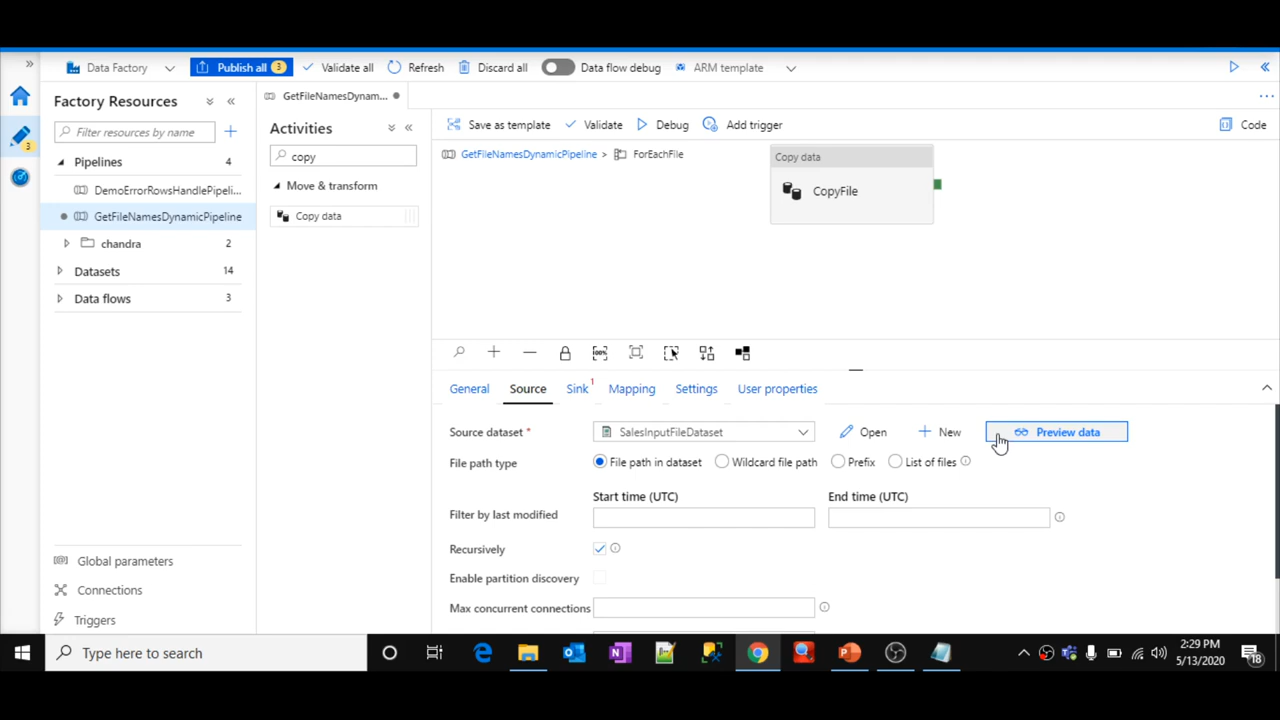 Data Factory
Publish all 3
Validate all
Refresh
Discard all
Data flow debug
ARM template
Factory Resources
Filter resources by name
Pipelines 4
DemoErrorRowsHandlePipeli...
GetFileNamesDynamicPipeline
chandra 2
Datasets 14
Data flows 3
Global parameters
Connections
Triggers
3
GetFileNamesDynam...
Activities
copy
Move & transform
Copy data
Save as template
Validate
Debug
Add trigger
Code
GetFileNamesDynamicPipeline > ForEachFile
Copy data
CopyFile
100%
General
Source
Sink 1
Mapping
Settings
User properties
Source dataset * SalesInputFileDataset Open New Preview data
File path type File path in dataset Wildcard file path Prefix List of files
Start time (UTC) End time (UTC)
Filter by last modified
Recursively
Enable partition discovery
Max concurrent connections
Type here to search
2:29 PM
5/13/2020
18